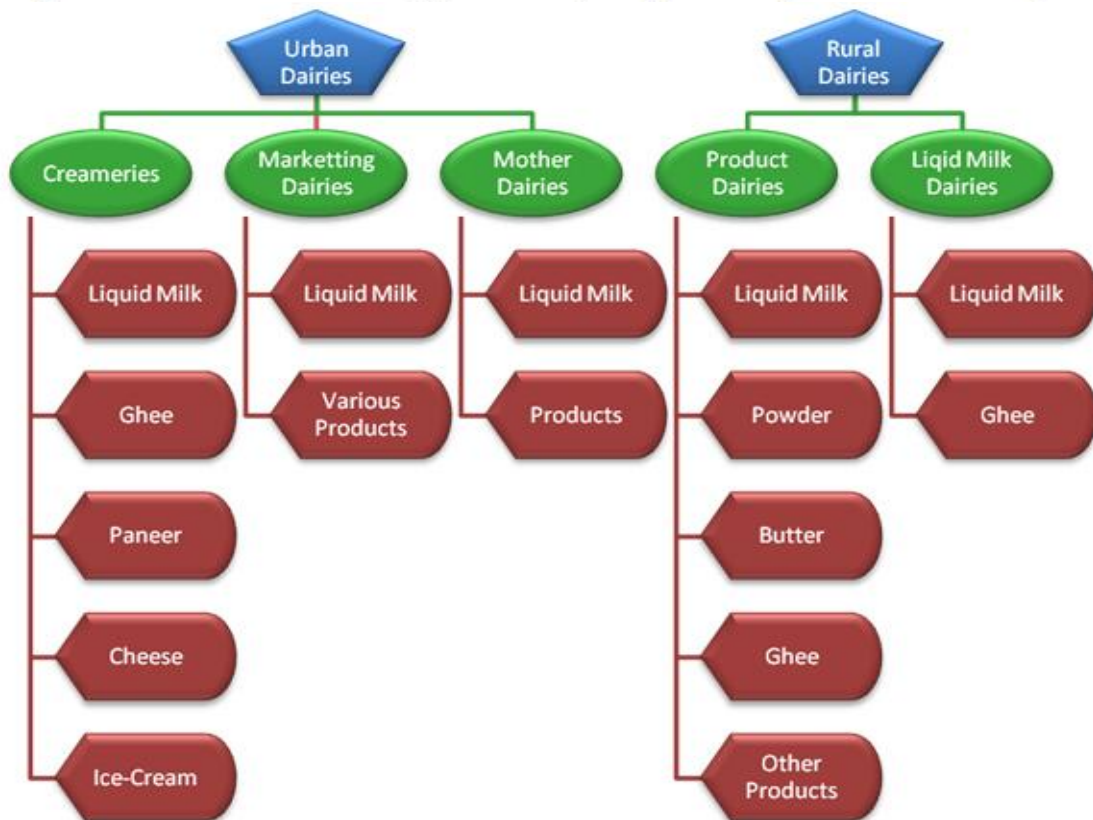 Urban
Dairies
Rural
Dairies
Creameries
Marketting
Dairies
Mother
Dairies
Product
Dairies
Liqid Milk
Dairies
Liquid Milk
Liquid Milk
Liquid Milk
Liquid Milk
Liquid Milk
Ghee
Various
Products
Products
Powder
Ghee
Paneer
Butter
Cheese
Ghee
Ice-Cream
Other
Products